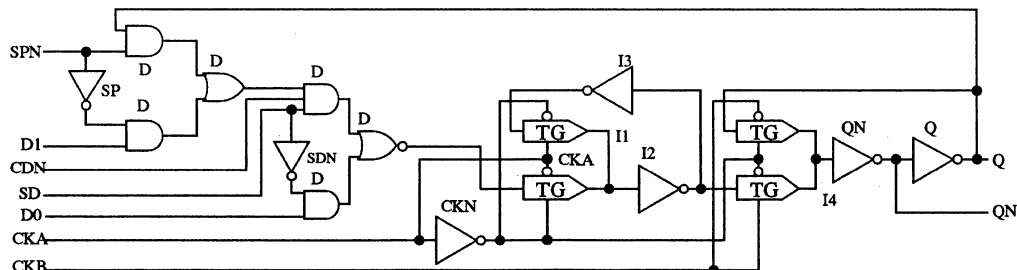 SPN
SP
D
D
D
D1
CDN
SD
D0
CKA
CKB
D
SDN
D
D
CKN
I3
TG
I1
CKA
TG
I2
TG
TG
I4
QN
Q
Q
QN